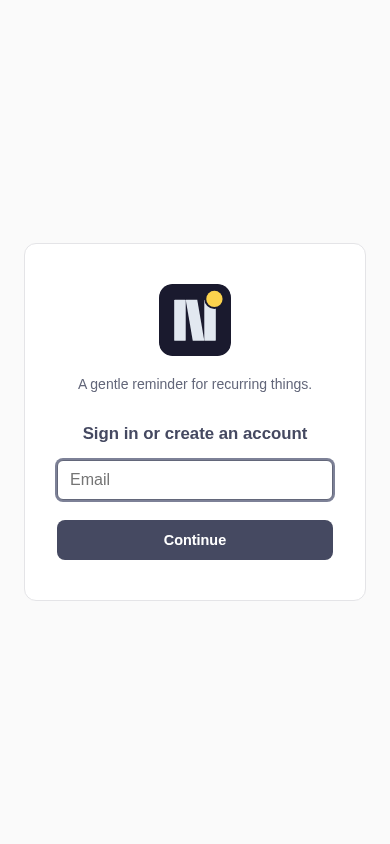 N
A gentle reminder for recurring things.
Sign in or create an account
Email
Continue